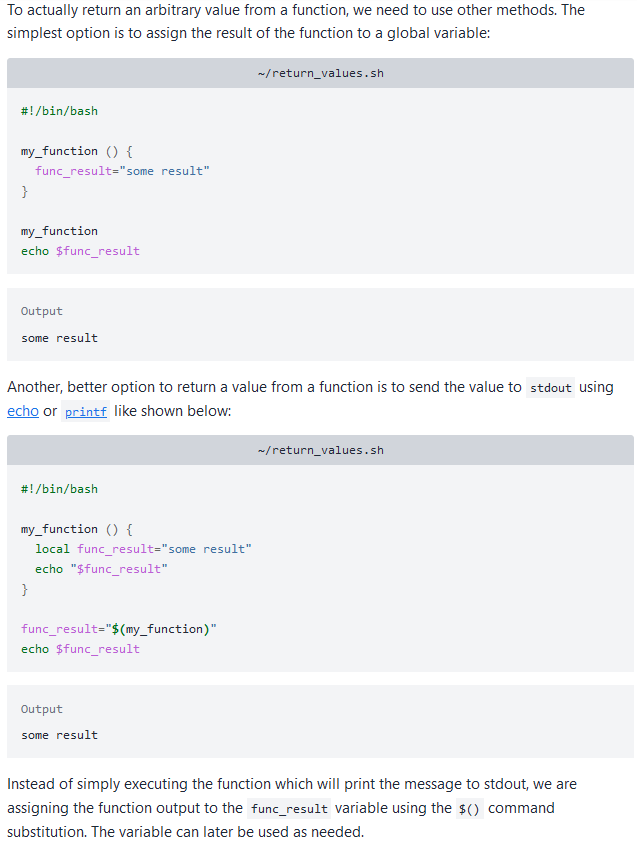 To actually return an arbitrary value from a function, we need to use other methods. The
simplest option is to assign the result of the function to a global variable:
~/return_values.sh
#!/bin/bash
my_function () {
  func_result="some result"
}
my_function
echo $func_result
Output
some result
Another, better option to return a value from a function is to send the value to stdout using
echo or printf like shown below:
~/return_values.sh
#!/bin/bash
my_function () {
  local func_result="some result"
  echo "$func_result"
}
func_result="$(my_function)"
echo $func_result
Output
some result
Instead of simply executing the function which will print the message to stdout, we are
assigning the function output to the func_result variable using the $() command
substitution. The variable can later be used as needed.